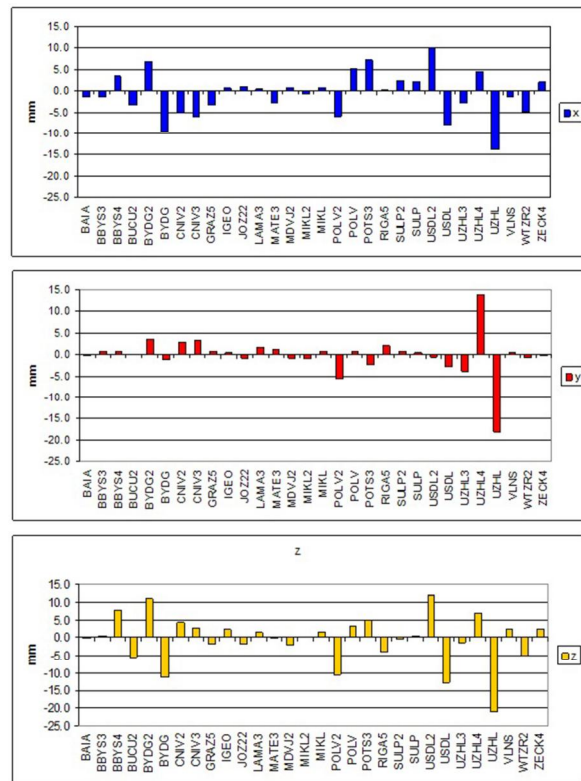 15.0
10.0
5.0
0.0
-5.0
-10.0
-15.0
-20.0
-25.0
mm
BAIA BBYS3 BBYS4 BUCU2 BYDG2 BYDG CNIV2 CNIV3 GRAZ5 IGEO JOZ22 LAMA3 MATE3 MDVJ2 MIKL2 MIKL POLV2 POLV POTS3 RIGA5 SULP2 SULP USDL2 USDL UZHL3 UZHL4 UZHL VLNS WTZR2 ZECK4
x
15.0
10.0
5.0
0.0
-5.0
-10.0
-15.0
-20.0
-25.0
mm
BAIA BBYS3 BBYS4 BUCU2 BYDG2 BYDG CNIV2 CNIV3 GRAZ5 IGEO JOZ22 LAMA3 MATE3 MDVJ2 MIKL2 MIKL POLV2 POLV POTS3 RIGA5 SULP2 SULP USDL2 USDL UZHL3 UZHL4 UZHL VLNS WTZR2 ZECK4
y
z
15.0
10.0
5.0
0.0
-5.0
-10.0
-15.0
-20.0
-25.0
mm
BAIA BBYS3 BBYS4 BUCU2 BYDG2 BYDG CNIV2 CNIV3 GRAZ5 IGEO JOZ22 LAMA3 MATE3 MDVJ2 MIKL2 MIKL POLV2 POLV POTS3 RIGA5 SULP2 SULP USDL2 USDL UZHL3 UZHL4 UZHL VLNS WTZR2 ZECK4
z